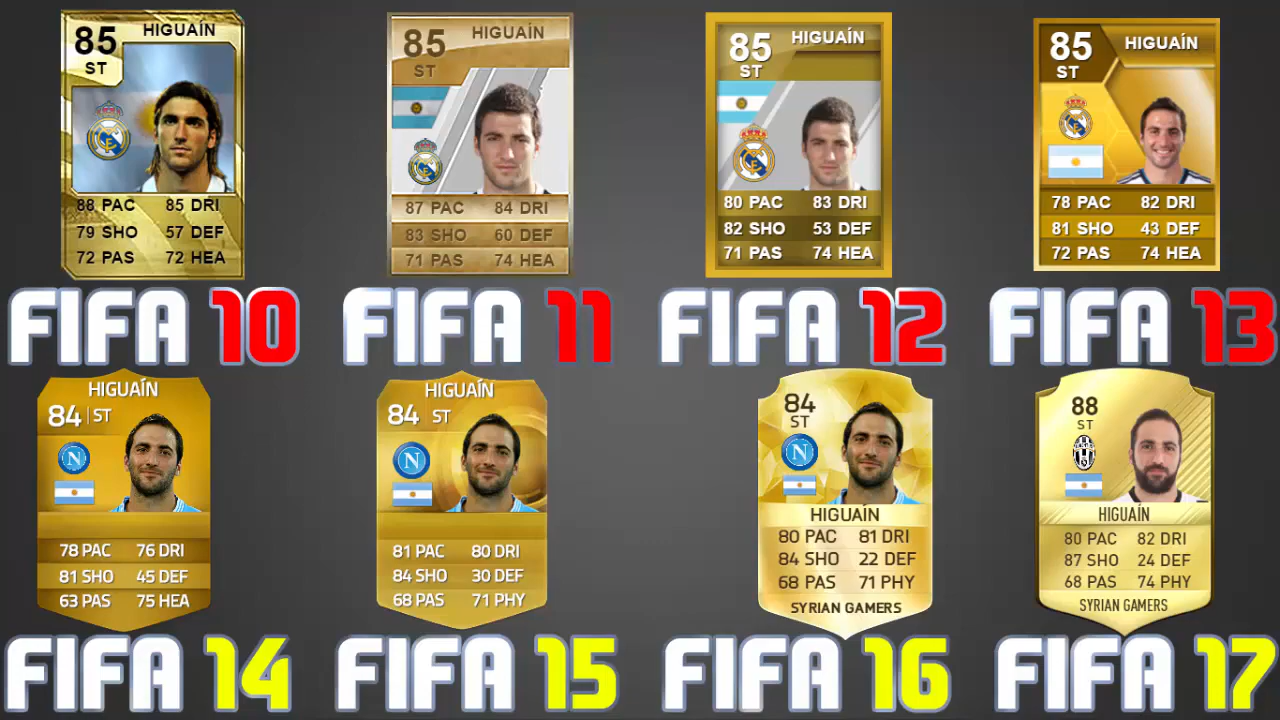 85 HIGUAÍN
ST
88 PAC 85 DRI
79 SHO 57 DEF
72 PAS 72 HEA
FIFA 10
85 HIGUAÍN
ST
87 PAC 84 DRI
83 SHO 60 DEF
71 PAS 74 HEA
FIFA 11
85 HIGUAÍN
ST
80 PAC 83 DRI
82 SHO 53 DEF
71 PAS 74 HEA
FIFA 12
85 HIGUAÍN
ST
78 PAC 82 DRI
81 SHO 43 DEF
72 PAS 74 HEA
FIFA 13
HIGUAÍN
84 | ST
N
78 PAC 76 DRI
81 SHO 45 DEF
63 PAS 75 HEA
FIFA 14
HIGUAÍN
84 ST
N
81 PAC 80 DRI
84 SHO 30 DEF
68 PAS 71 PHY
FIFA 15
84
ST
N
HIGUAÍN
80 PAC 81 DRI
84 SHO 22 DEF
68 PAS 71 PHY
SYRIAN GAMERS
FIFA 16
88
ST
HIGUAÍN
80 PAC 82 DRI
87 SHO 24 DEF
68 PAS 74 PHY
SYRIAN GAMERS
FIFA 17